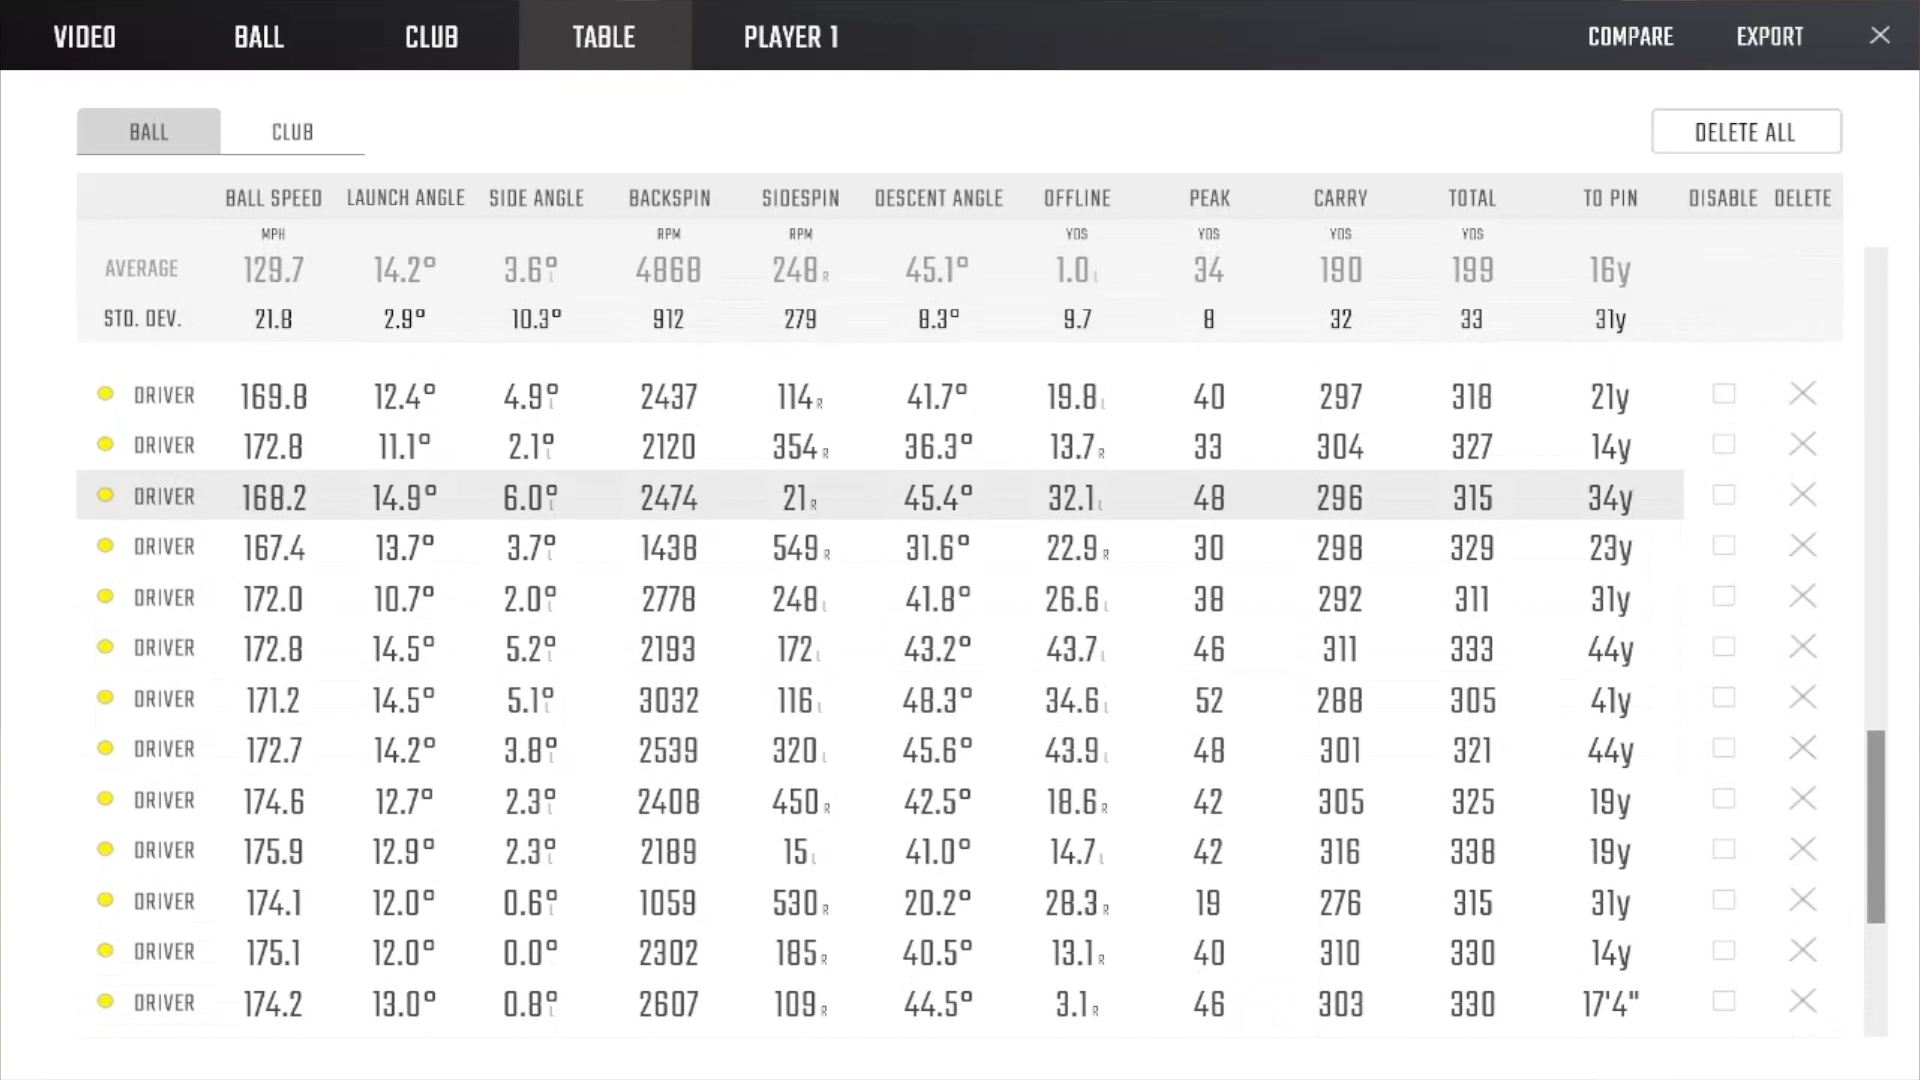 VIDEO BALL CLUB TABLE PLAYER 1 COMPARE EXPORT
BALL CLUB DELETE ALL
BALL SPEED LAUNCH ANGLE SIDE ANGLE BACKSPIN SIDESPIN DESCENT ANGLE OFFLINE PEAK CARRY TOTAL TO PIN DISABLE DELETE
MPH RPM RPM YDS YDS YDS YDS
AVERAGE 129.7 14.2° 3.6° L 4868 248 R 45.1° 1.0 L 34 190 199 16y
STD. DEV. 21.8 2.9° 10.3° 912 279 8.3° 9.7 8 32 33 31y
DRIVER 169.8 12.4° 4.9° L 2437 114 R 41.7° 19.8 L 40 297 318 21y
DRIVER 172.8 11.1° 2.1° L 2120 354 R 36.3° 13.7 R 33 304 327 14y
DRIVER 168.2 14.9° 6.0° L 2474 21 R 45.4° 32.1 L 48 296 315 34y
DRIVER 167.4 13.7° 3.7° L 1438 549 R 31.6° 22.9 R 30 298 329 23y
DRIVER 172.0 10.7° 2.0° L 2778 248 L 41.8° 26.6 L 38 292 311 31y
DRIVER 172.8 14.5° 5.2° L 2193 172 L 43.2° 43.7 L 46 311 333 44y
DRIVER 171.2 14.5° 5.1° L 3032 116 L 48.3° 34.6 L 52 288 305 41y
DRIVER 172.7 14.2° 3.8° L 2539 320 L 45.6° 43.9 L 48 301 321 44y
DRIVER 174.6 12.7° 2.3° L 2408 450 R 42.5° 18.6 R 42 305 325 19y
DRIVER 175.9 12.9° 2.3° L 2189 15 L 41.0° 14.7 L 42 316 338 19y
DRIVER 174.1 12.0° 0.6° L 1059 530 R 20.2° 28.3 R 19 276 315 31y
DRIVER 175.1 12.0° 0.0° 2302 185 R 40.5° 13.1 R 40 310 330 14y
DRIVER 174.2 13.0° 0.8° L 2607 109 R 44.5° 3.1 R 46 303 330 17'4"